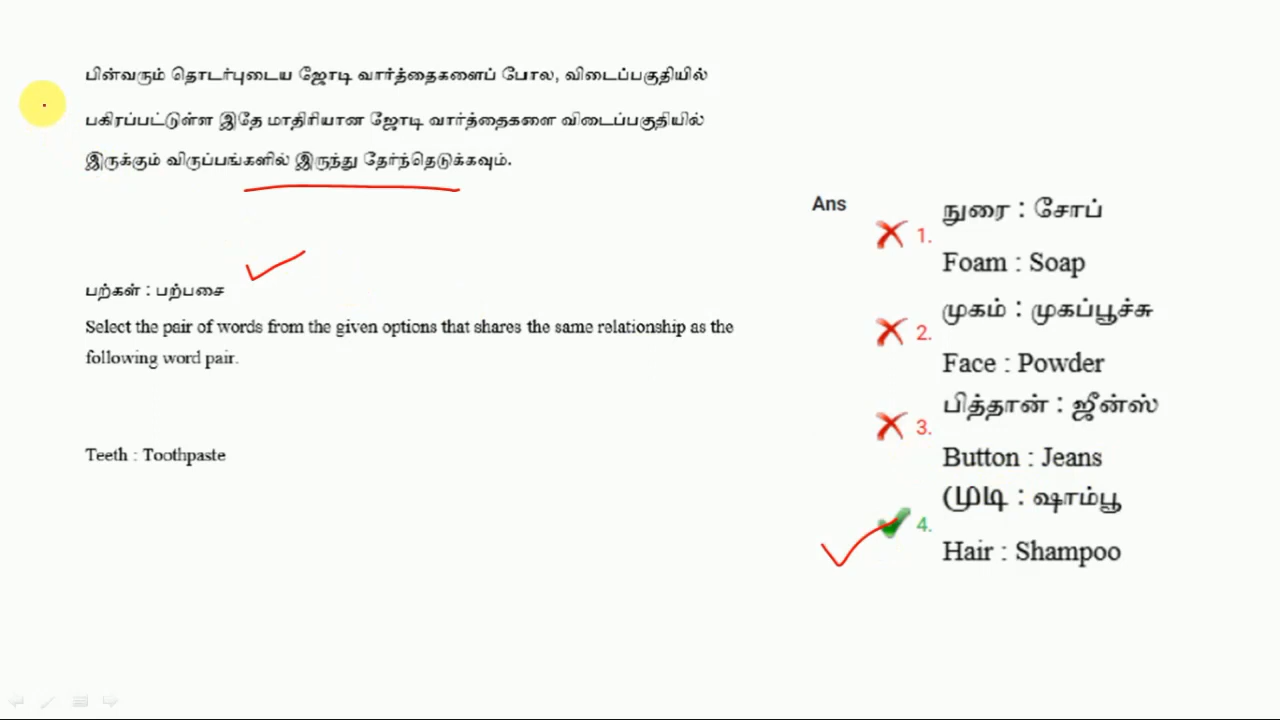 பின்வரும் தொடர்புடைய ஜோடி வார்த்தைகளைப் போல, விடைப்பகுதியில்
பகிரப்பட்டுள்ள இதே மாதிரியான ஜோடி வார்த்தைகளை விடைப்பகுதியில்
இருக்கும் விருப்பங்களில் இருந்து தேர்ந்தெடுக்கவும்.
பற்கள் : பற்பசை
Select the pair of words from the given options that shares the same relationship as the
following word pair.
Teeth : Toothpaste
Ans
1. நுரை : சோப்
Foam : Soap
2. முகம் : முகப்பூச்சு
Face : Powder
3. பித்தான் : ஜீன்ஸ்
Button : Jeans
4. முடி : ஷாம்பூ
Hair : Shampoo